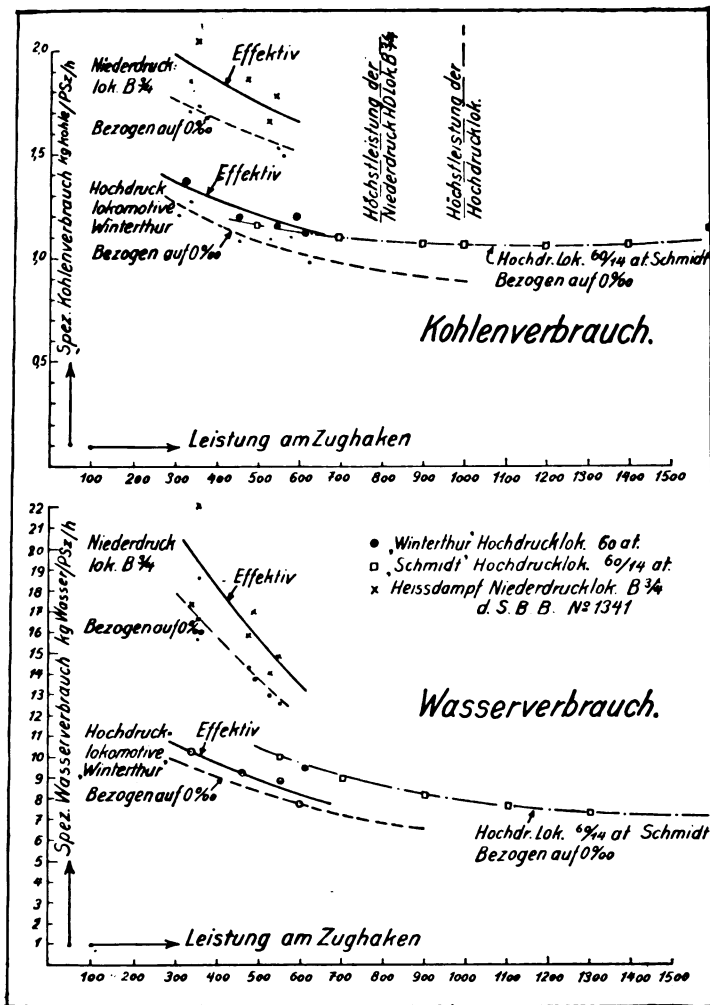 Spez. Kohlenverbrauch kg Kohle/PSz/h
2,0
1,5
1,0
0,5
Niederdruck-
lok. B ¾
Effektiv
Bezogen auf 0‰
Hochdruck
lokomotive
Winterthur
Effektiv
Bezogen auf 0‰
Höchstleistung der
Niederdruck HD lok. B ¾
Höchstleistung der
Hochdrucklok.
Hochdr. Lok. 60/14 at. Schmidt
Bezogen auf 0‰
Kohlenverbrauch.
Leistung am Zughaken
100 200 300 400 500 600 700 800 900 1000 1100 1200 1300 1400 1500
Spez. Wasserverbrauch kg Wasser/PSz/h
22
21
20
19
18
17
16
15
14
13
12
11
10
9
8
7
6
5
4
3
2
1
Niederdruck
lok. B ¾
Effektiv
Bezogen auf 0‰
„Winterthur" Hochdrucklok. 60 at.
„Schmidt" Hochdrucklok. 60/14 at.
Heissdampf Niederdrucklok. B ¾
d. S. B B. № 1341
Wasserverbrauch.
Hochdruck-
lokomotive
„Winterthur"
Effektiv
Bezogen auf 0‰
Hochdr. Lok. 60/14 at Schmidt
Bezogen auf 0‰
Leistung am Zughaken
100 200 300 400 500 600 700 800 900 1000 1100 1200 1300 1400 1500